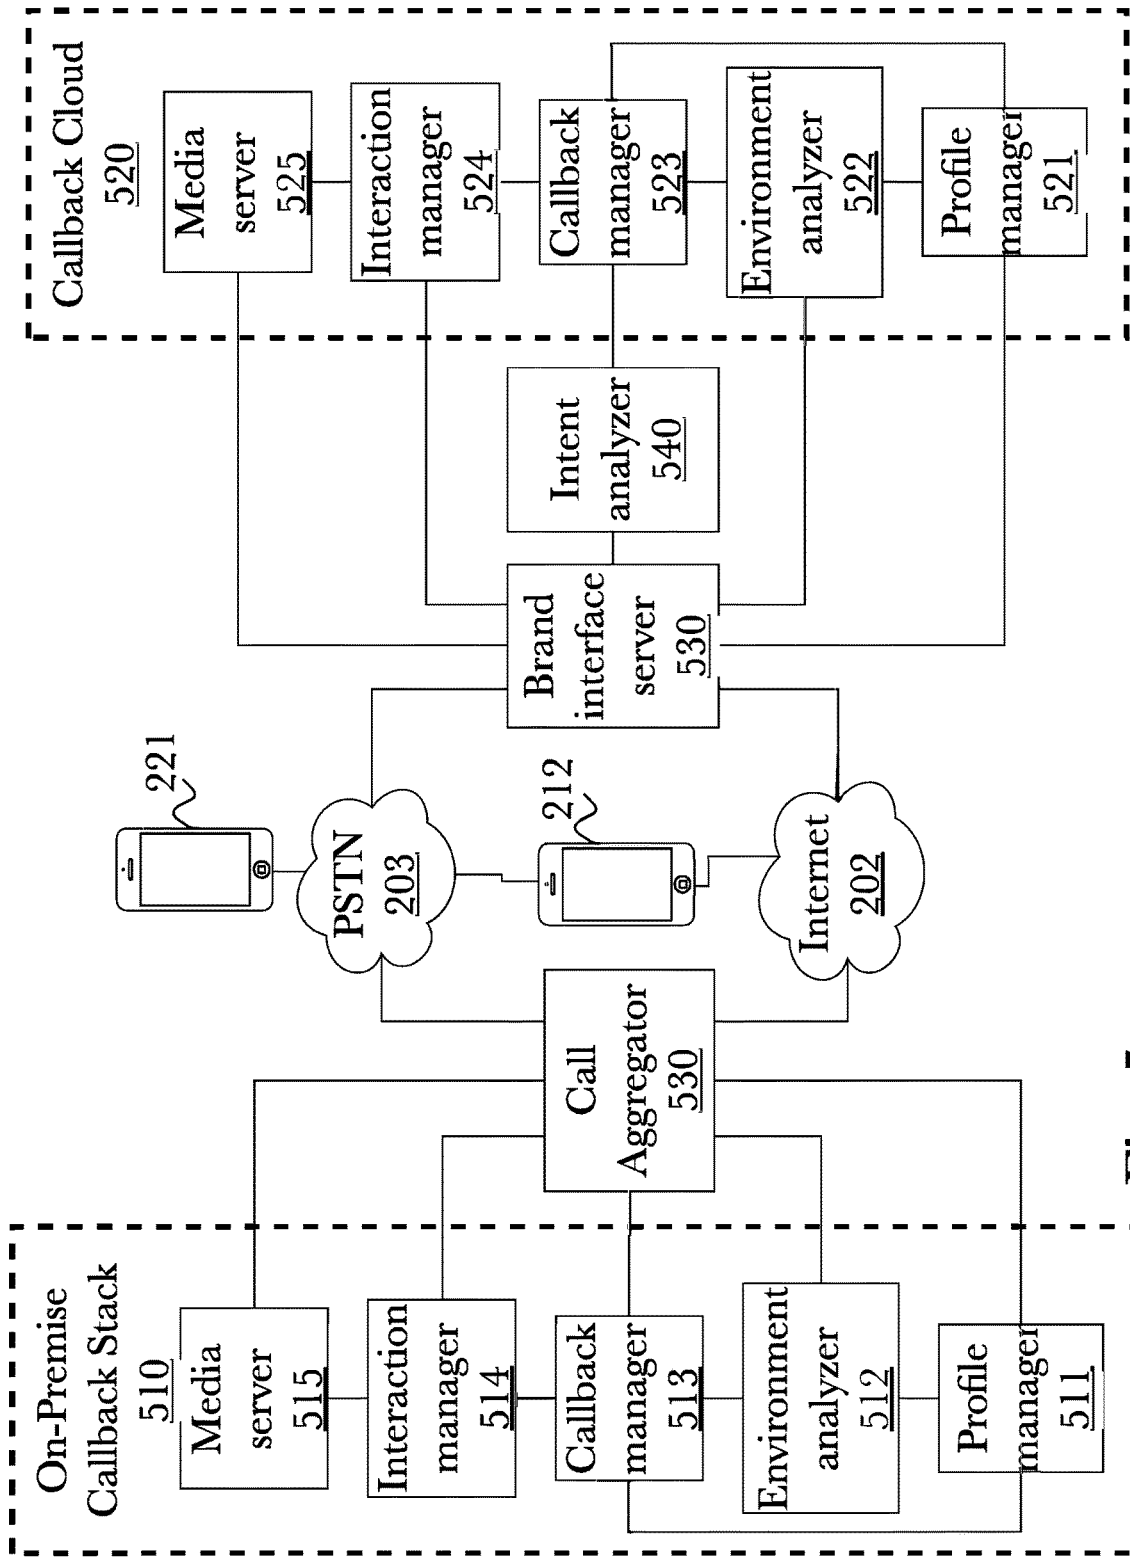 On-Premise
Callback Stack
510
Media
server
515
Interaction
manager
514
Callback
manager
513
Environment
analyzer
512
Profile
manager
511
Call
Aggregator
530
221
PSTN
203
212
Internet
202
Brand
interface
server
530
Intent
analyzer
540
Callback Cloud
520
Media
server
525
Interaction
manager
524
Callback
manager
523
Environment
analyzer
522
Profile
manager
521